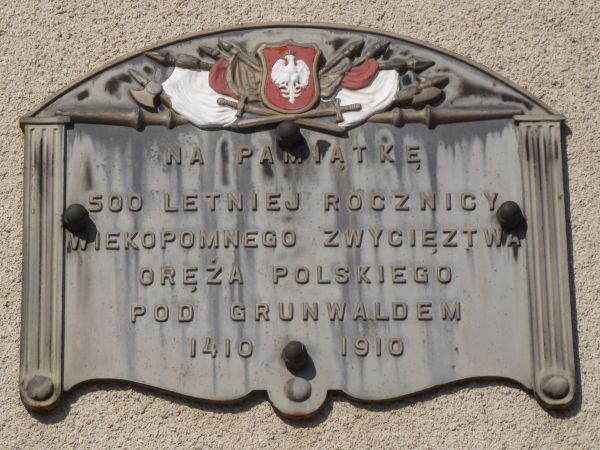 NA PAMIĄTKĘ
500 LETNIEJ ROCZNICY
WIEKOPOMNEGO ZWYCIĘZTWA
ORĘŻA POLSKIEGO
POD GRUNWALDEM
1410 1910